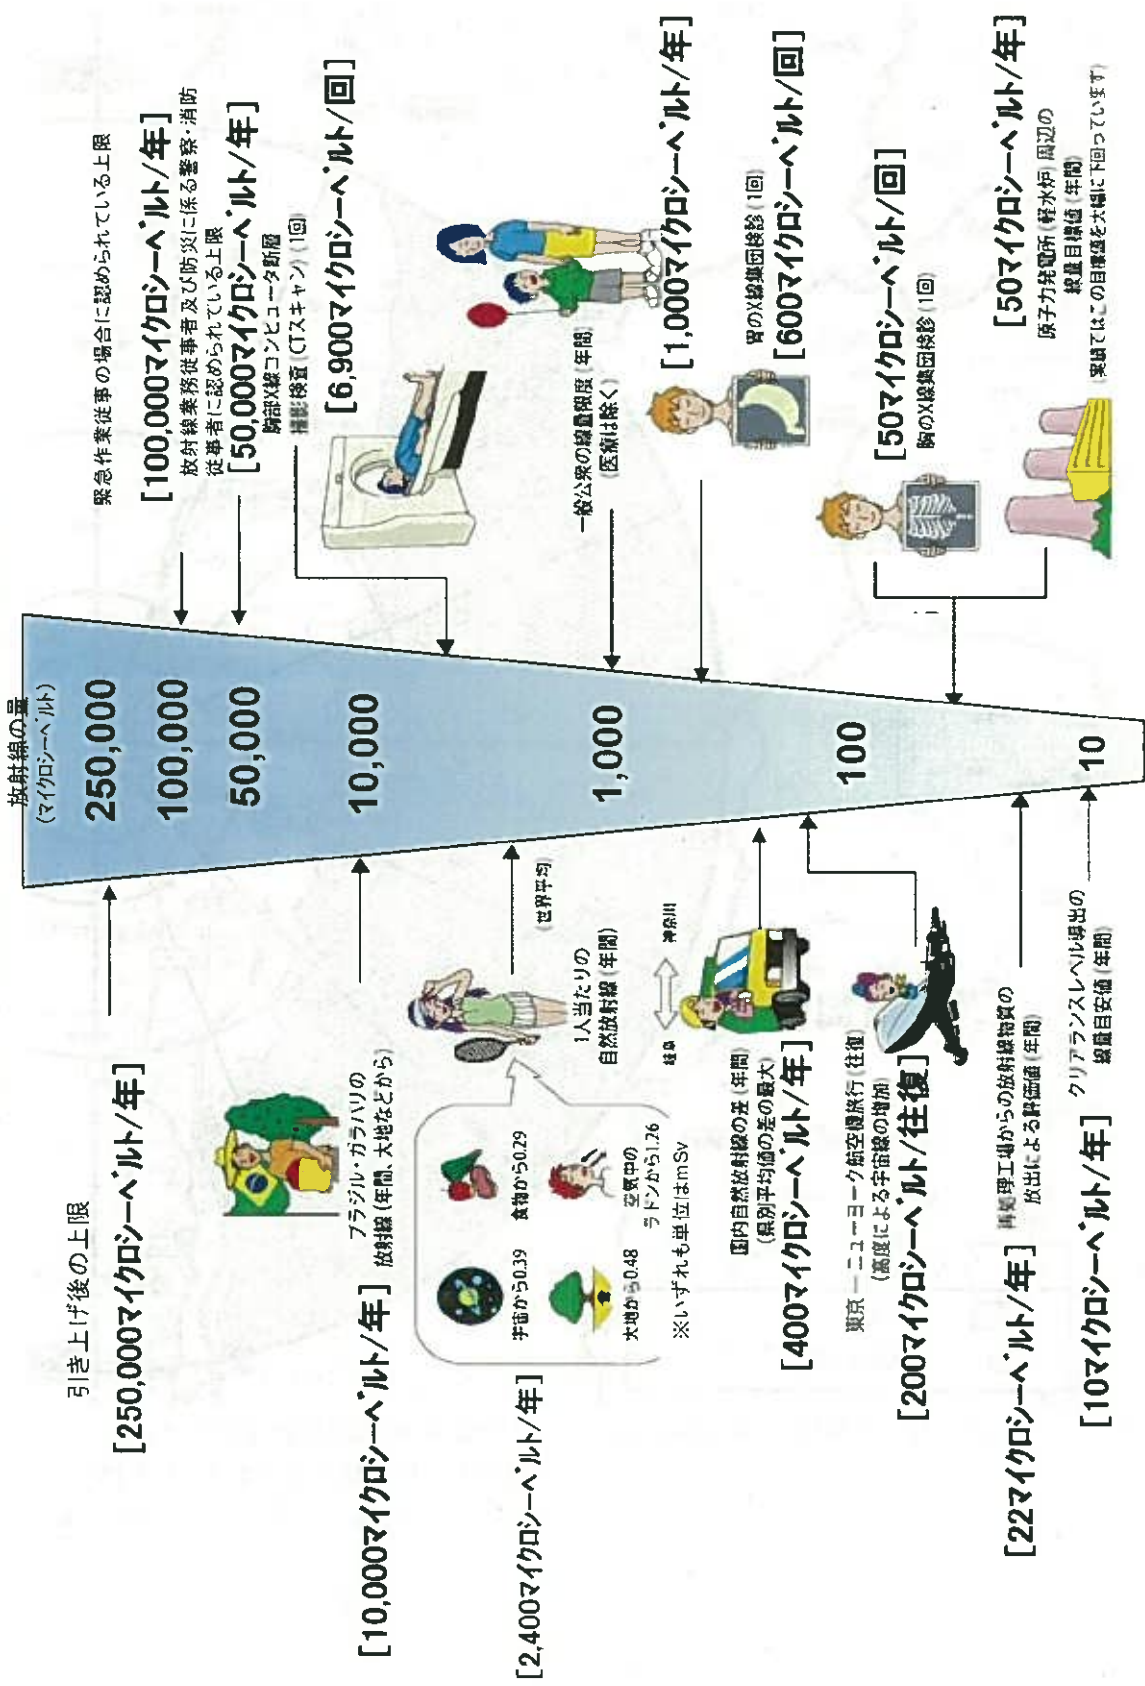 放射線の量
(マイクロシーベルト)
250,000
100,000
50,000
10,000
1,000
100
10
引き上げ後の上限
[250,000マイクロシーベルト/年]
ブラジル・ガラパリの
放射線(年間、大地などから)
[10,000マイクロシーベルト/年]
宇宙から0.39
食物から0.29
大地から0.48
空気中の
ラドンから1.26
※いずれも単位はmSv
1人当たりの
自然放射線(年間)
(世界平均)
[2,400マイクロシーベルト/年]
岐阜
神奈川
国内自然放射線の差(年間)
(県別平均値の差の最大)
[400マイクロシーベルト/年]
東京ーニューヨーク航空機旅行(往復)
(高度による宇宙線の増加)
[200マイクロシーベルト/往復]
再処理工場からの放射線物質の
放出による評価値(年間)
[22マイクロシーベルト/年]
クリアランスレベル導出の
線量目安値(年間)
[10マイクロシーベルト/年]
緊急作業従事の場合に認められている上限
[100,000マイクロシーベルト/年]
放射線業務従事者及び防災に係る警察・消防
従事者に認められている上限
[50,000マイクロシーベルト/年]
胸部X線コンピュータ断層
撮影検査(CTスキャン)(1回)
[6,900マイクロシーベルト/回]
一般公衆の線量限度(年間)
(医療は除く)
[1,000マイクロシーベルト/年]
胃のX線集団検診(1回)
[600マイクロシーベルト/回]
[50マイクロシーベルト/回]
胸のX線集団検診(1回)
[50マイクロシーベルト/年]
原子力発電所(軽水炉)周辺の
線量目標値(年間)
(実績ではこの目標値を大幅に下回っています)